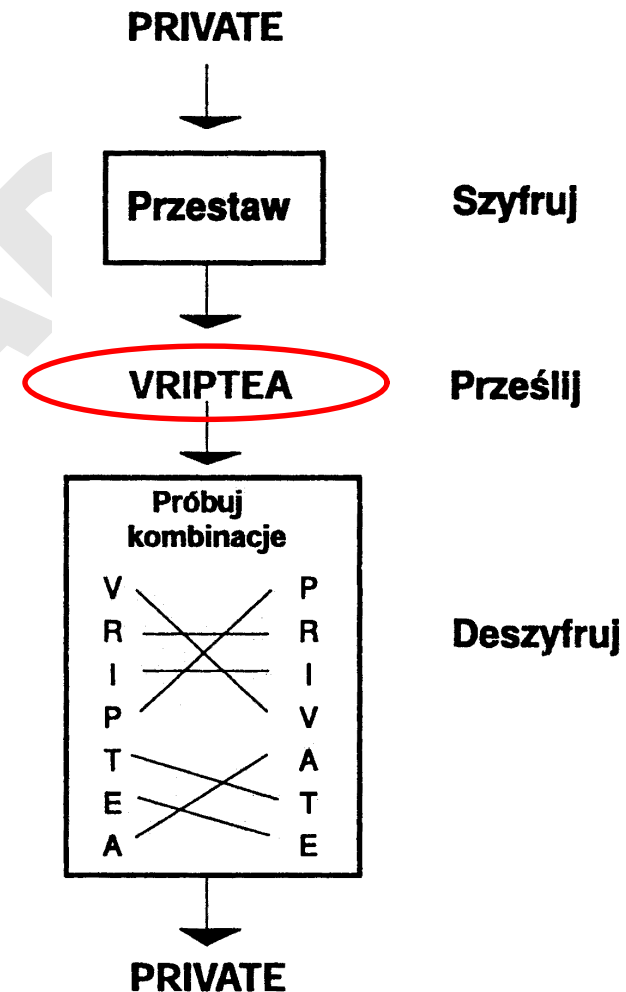 PRIVATE
Przestaw
Szyfruj
VRIPTEA
Prześlij
Próbuj
kombinacje
V P
R R
I I
P V
T A
E T
A E
Deszyfruj
PRIVATE